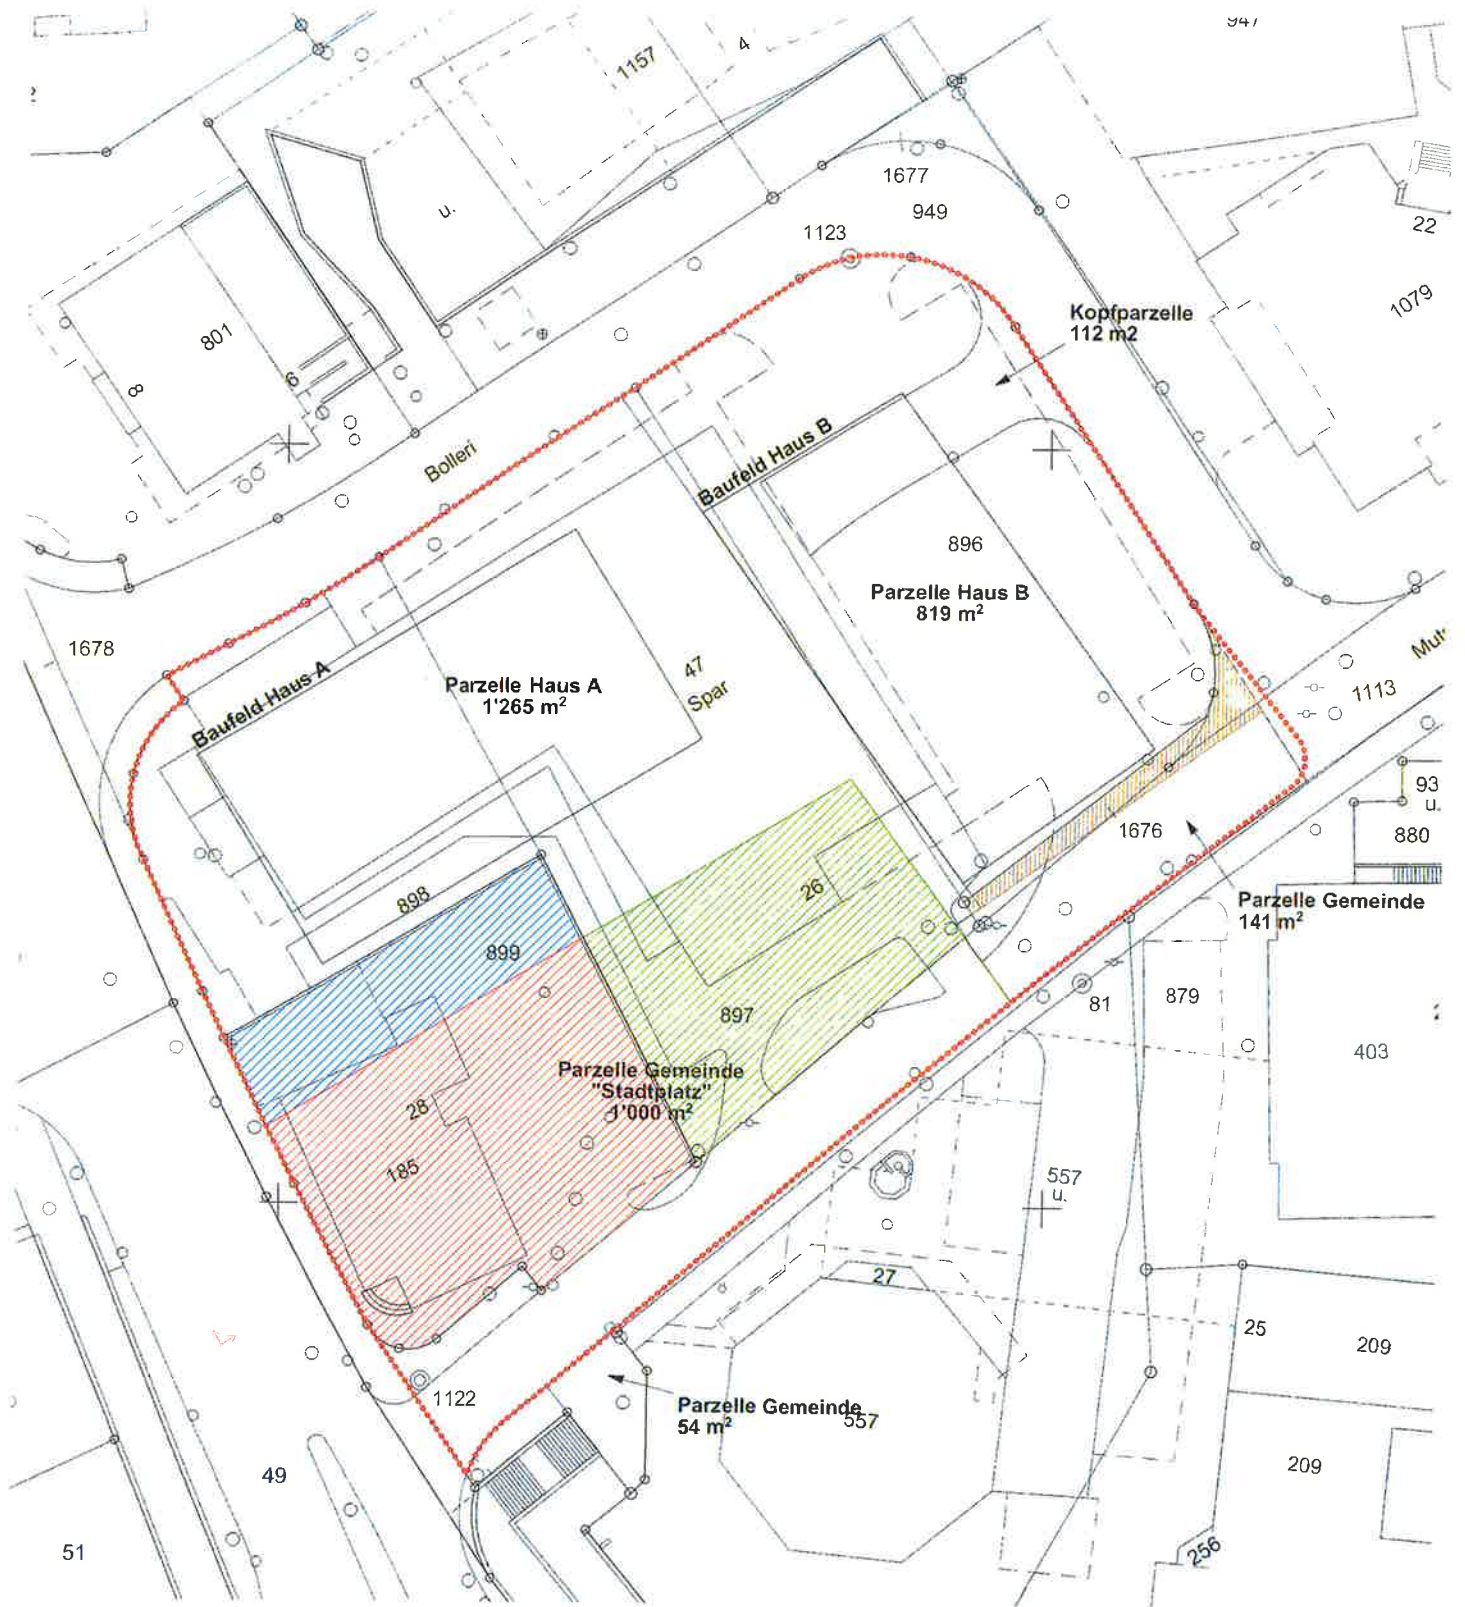 947
1157
4
1677
949
22
1123
1079
Kopfparzelle
112 m2
801
u.
8
6
Bolleri
Baufeld Haus B
896
Parzelle Haus B
819 m²
1678
47
Spar
Parzelle Haus A
1'265 m²
Baufeld Haus A
1113
93
u.
880
1676
26
898
899
Parzelle Gemeinde
141 m²
81
879
897
403
Parzelle Gemeinde
"Stadtplatz"
1'000 m²
28
185
557
u.
27
25
209
1122
Parzelle Gemeinde
54 m²
557
49
209
51
256